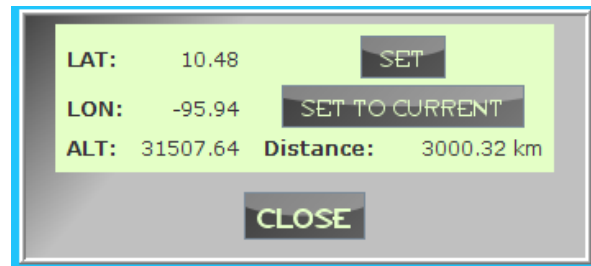 LAT: 10.48 SET
LON: -95.94 SET TO CURRENT
ALT: 31507.64 Distance: 3000.32 km
CLOSE